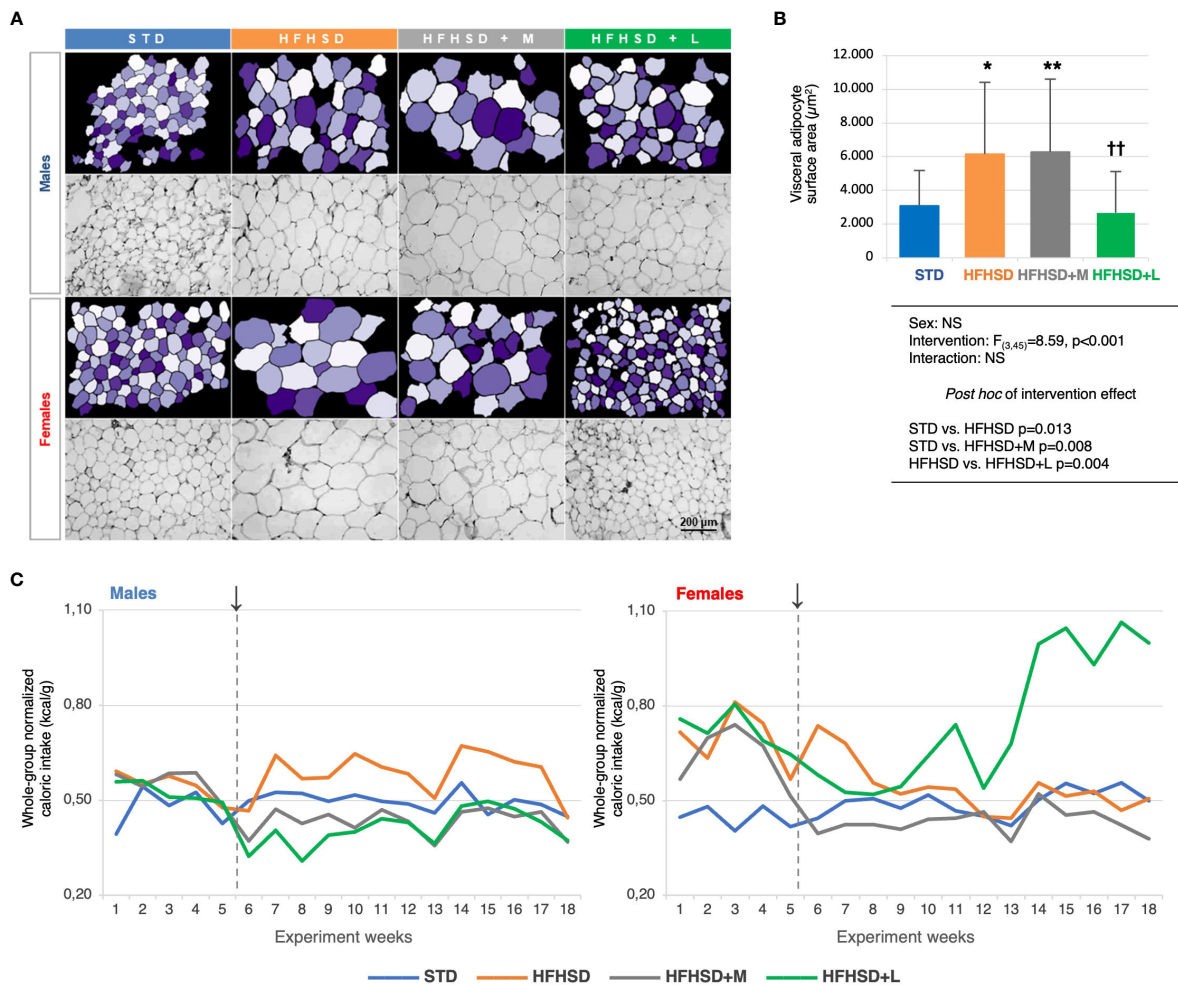 A
S T D
H F H S D
H F H S D + M
H F H S D + L
Males
Females
200 µm
B
Visceral adipocyte
surface area (µm²)
12.000
10.000
8.000
6.000
4.000
2.000
0
*
**
††
STD
HFHSD
HFHSD+M
HFHSD+L
Sex: NS
Intervention: F(3,45)=8.59, p<0.001
Interaction: NS
Post hoc of intervention effect
STD vs. HFHSD p=0.013
STD vs. HFHSD+M p=0.008
HFHSD vs. HFHSD+L p=0.004
C
Males
Whole-group normalized
caloric intake (kcal/g)
1,10
0,80
0,50
0,20
1 2 3 4 5 6 7 8 9 10 11 12 13 14 15 16 17 18
Experiment weeks
Females
Whole-group normalized
caloric intake (kcal/g)
1,10
0,80
0,50
0,20
1 2 3 4 5 6 7 8 9 10 11 12 13 14 15 16 17 18
Experiment weeks
STD HFHSD HFHSD+M HFHSD+L